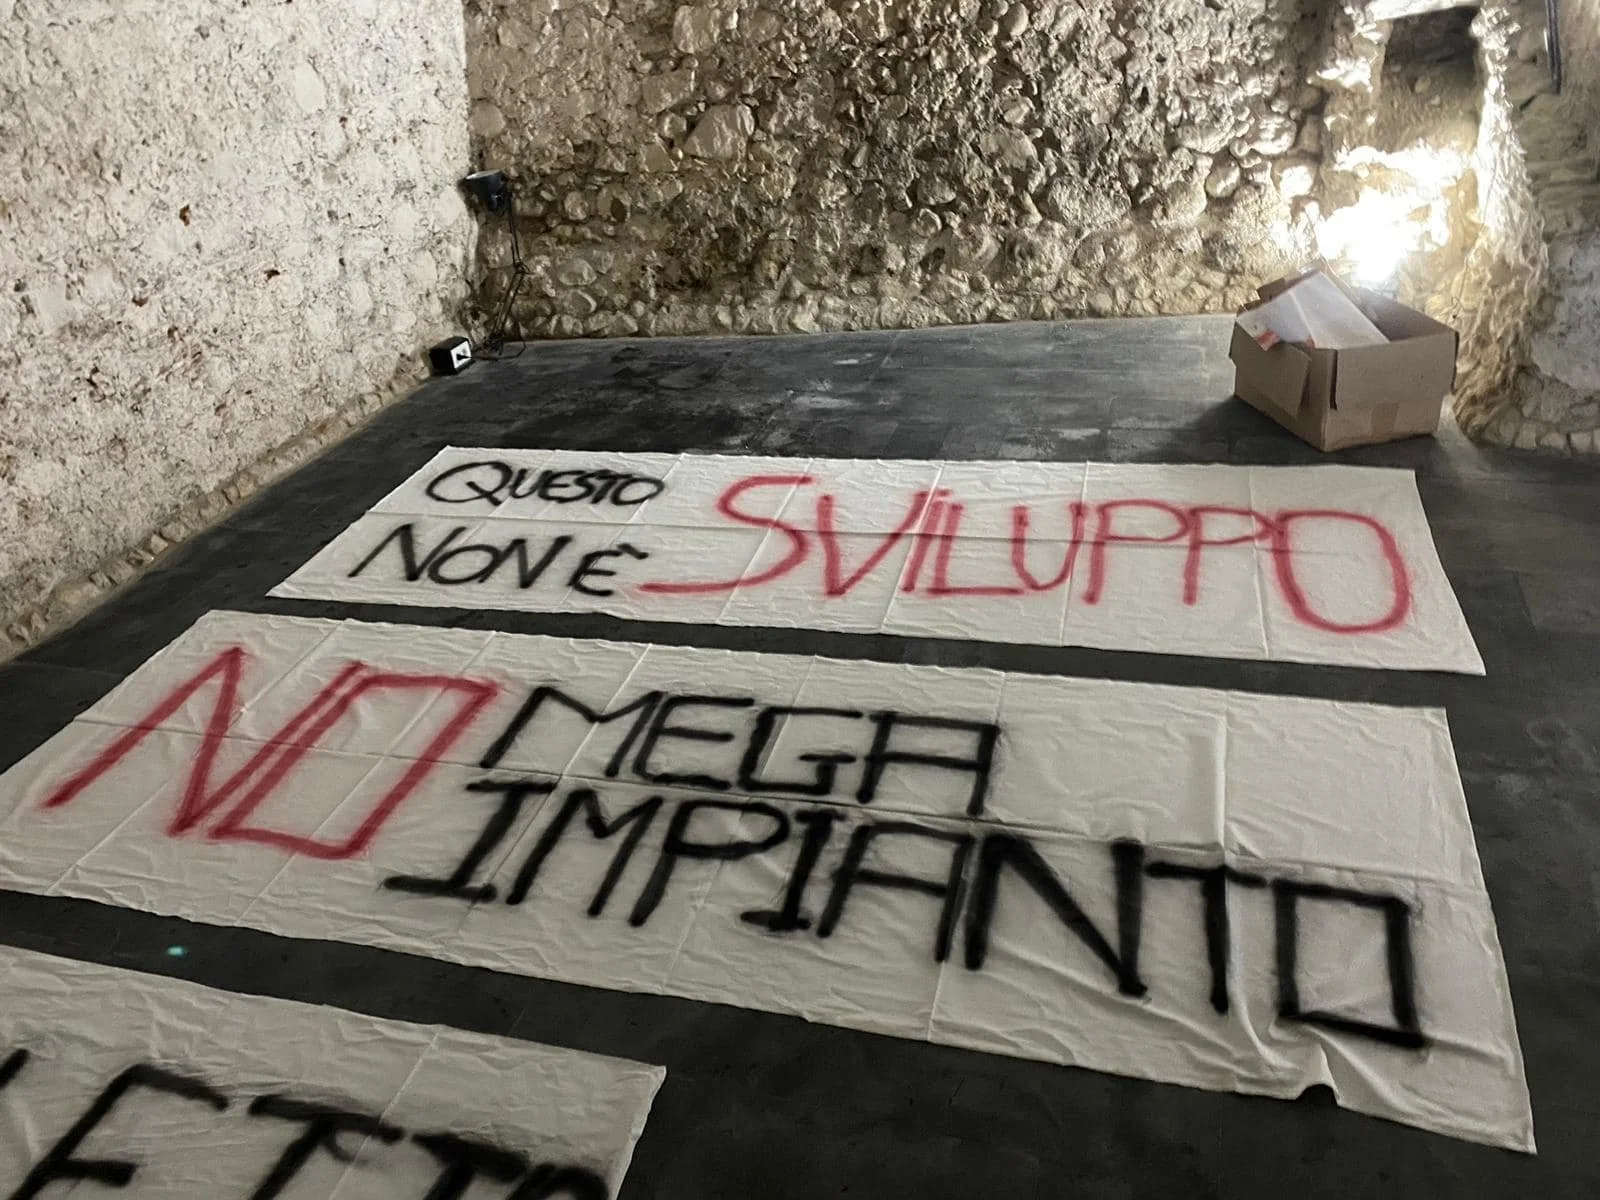 QUESTO
NON È SViLUPPO
NO MEGA
IMPIANTO